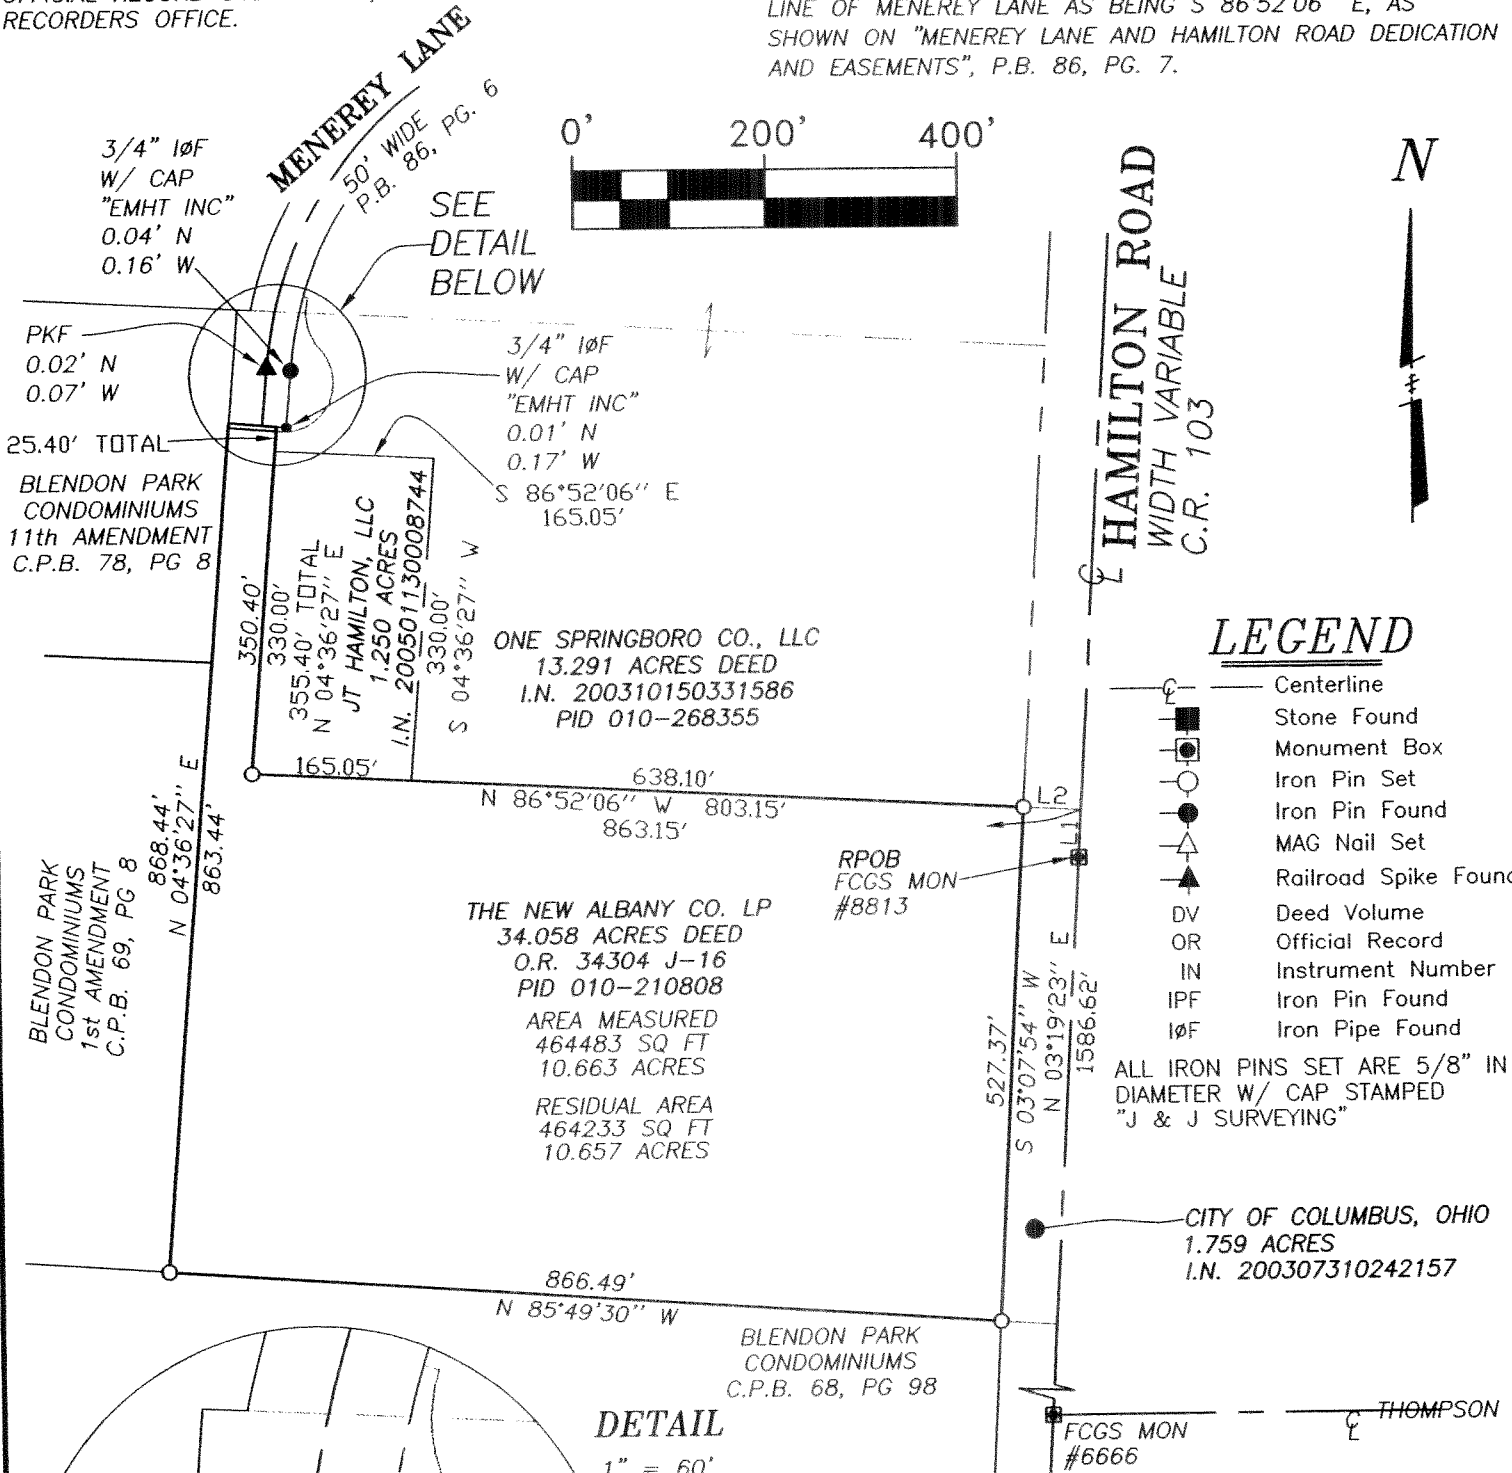 RECORDERS OFFICE.
LINE OF MENEREY LANE AS BEING S 86°52'06" E, AS
SHOWN ON "MENEREY LANE AND HAMILTON ROAD DEDICATION
AND EASEMENTS", P.B. 86, PG. 7.
MENEREY LANE
50' WIDE
P.B. 86, PG. 6
3/4" IØF
W/ CAP
"EMHT INC"
0.04' N
0.16' W
SEE
DETAIL
BELOW
0' 200' 400'
N
HAMILTON ROAD
WIDTH VARIABLE
C.R. 103
PKF
0.02' N
0.07' W
3/4" IØF
W/ CAP
"EMHT INC"
0.01' N
0.17' W
25.40' TOTAL
S 86°52'06" E
165.05'
BLENDON PARK
CONDOMINIUMS
11th AMENDMENT
C.P.B. 78, PG 8
350.40'
330.00'
355.40' TOTAL
N 04°36'27" E
JT HAMILTON, LLC
1.250 ACRES
I.N. 200501130008744
330.00'
S 04°36'27" W
ONE SPRINGBORO CO., LLC
13.291 ACRES DEED
I.N. 200310150331586
PID 010-268355
165.05'
638.10'
N 86°52'06" W 803.15'
863.15'
L2
L1
RPOB
FCGS MON
#8813
868.44'
N 04°36'27" E
863.44'
BLENDON PARK
CONDOMINIUMS
1st AMENDMENT
C.P.B. 69, PG 8
THE NEW ALBANY CO. LP
34.058 ACRES DEED
O.R. 34304 J-16
PID 010-210808
AREA MEASURED
464483 SQ FT
10.663 ACRES
RESIDUAL AREA
464233 SQ FT
10.657 ACRES
527.37'
S 03°07'54" W
N 03°19'23" E
1586.62'
LEGEND
Centerline
Stone Found
Monument Box
Iron Pin Set
Iron Pin Found
MAG Nail Set
Railroad Spike Found
DV Deed Volume
OR Official Record
IN Instrument Number
IPF Iron Pin Found
IØF Iron Pipe Found
ALL IRON PINS SET ARE 5/8" IN
DIAMETER W/ CAP STAMPED
"J & J SURVEYING"
CITY OF COLUMBUS, OHIO
1.759 ACRES
I.N. 200307310242157
866.49'
N 85°49'30" W
BLENDON PARK
CONDOMINIUMS
C.P.B. 68, PG 98
DETAIL
1" = 60'
THOMPSON
FCGS MON
#6666